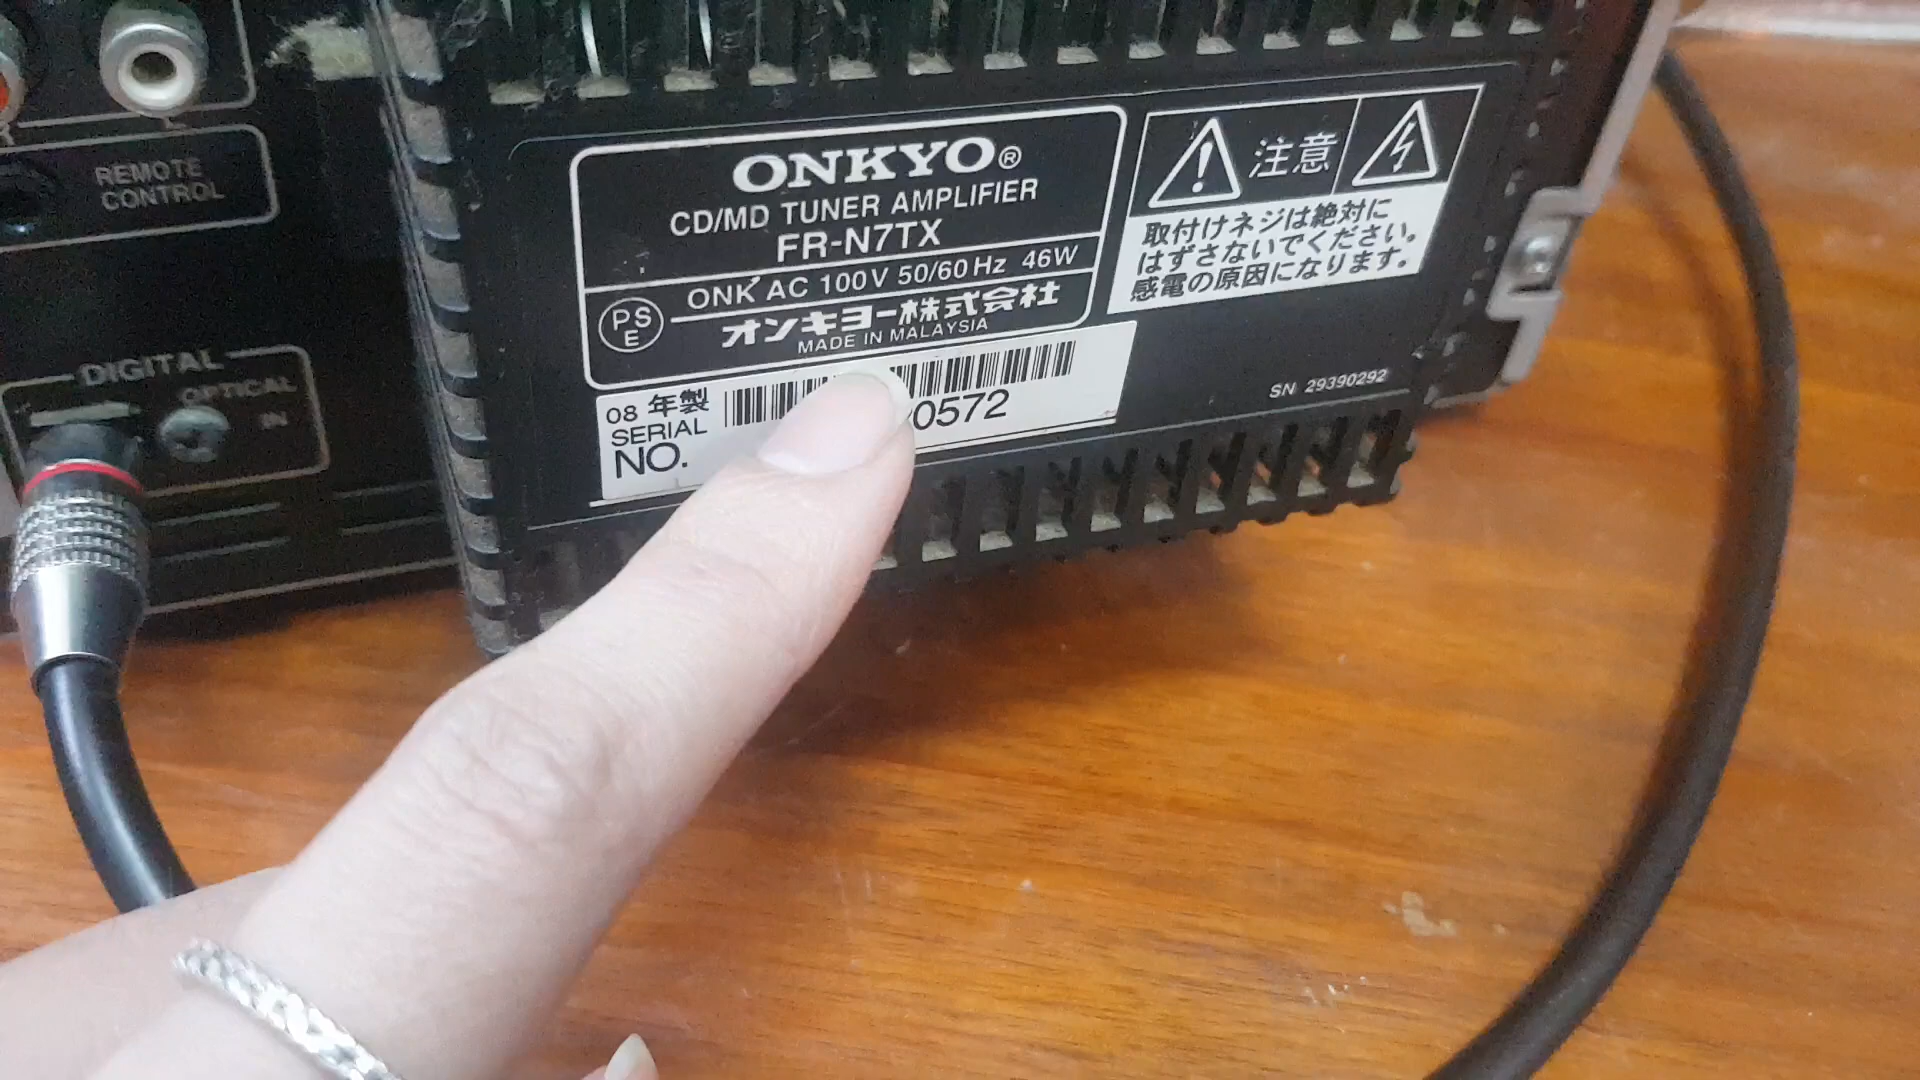 REMOTE
CONTROL
DIGITAL
OPTICAL
IN
ONKYO®
CD/MD TUNER AMPLIFIER
FR-N7TX
ONK AC 100V 50/60Hz 46W
PSE
オンキヨー株式会社
MADE IN MALAYSIA
08年製
SERIAL
NO.
0572
注意
取付けネジは絶対に
はずさないでください。
感電の原因になります。
SN 29390292